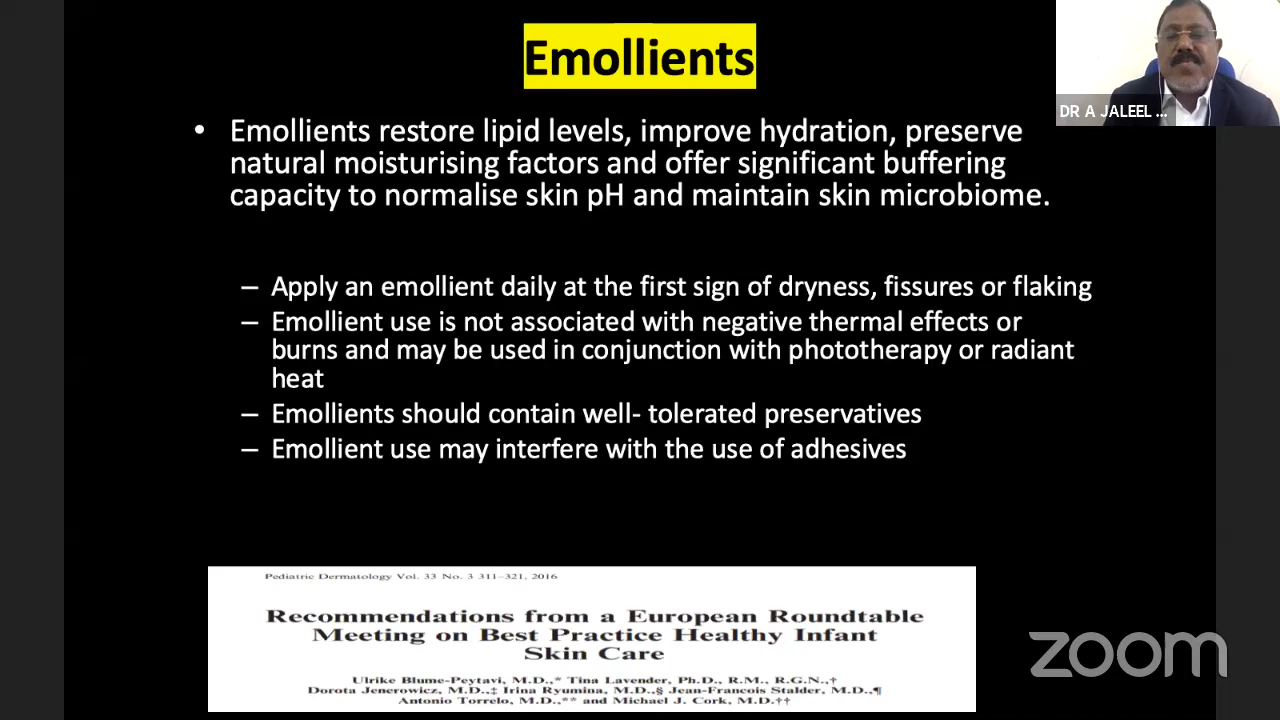 Emollients
DR A JALEEL ...
• Emollients restore lipid levels, improve hydration, preserve
natural moisturising factors and offer significant buffering
capacity to normalise skin pH and maintain skin microbiome.
– Apply an emollient daily at the first sign of dryness, fissures or flaking
– Emollient use is not associated with negative thermal effects or
burns and may be used in conjunction with phototherapy or radiant
heat
– Emollients should contain well- tolerated preservatives
– Emollient use may interfere with the use of adhesives
Pediatric Dermatology Vol. 33 No. 3 311–321, 2016
Recommendations from a European Roundtable
Meeting on Best Practice Healthy Infant
Skin Care
Ulrike Blume-Peytavi, M.D.,* Tina Lavender, Ph.D., R.M., R.G.N.,†
Dorota Jenerowicz, M.D.,‡ Irina Ryumina, M.D.,§ Jean-Francois Stalder, M.D.,¶
Antonio Torrelo, M.D.,** and Michael J. Cork, M.D.††
zoom